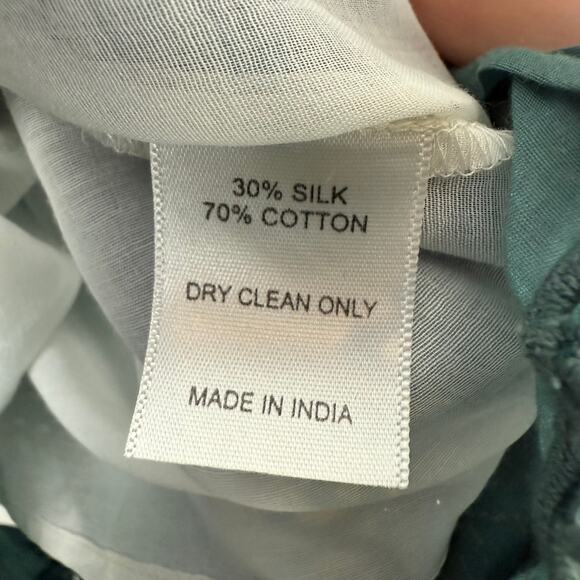 30% SILK
70% COTTON
DRY CLEAN ONLY
MADE IN INDIA